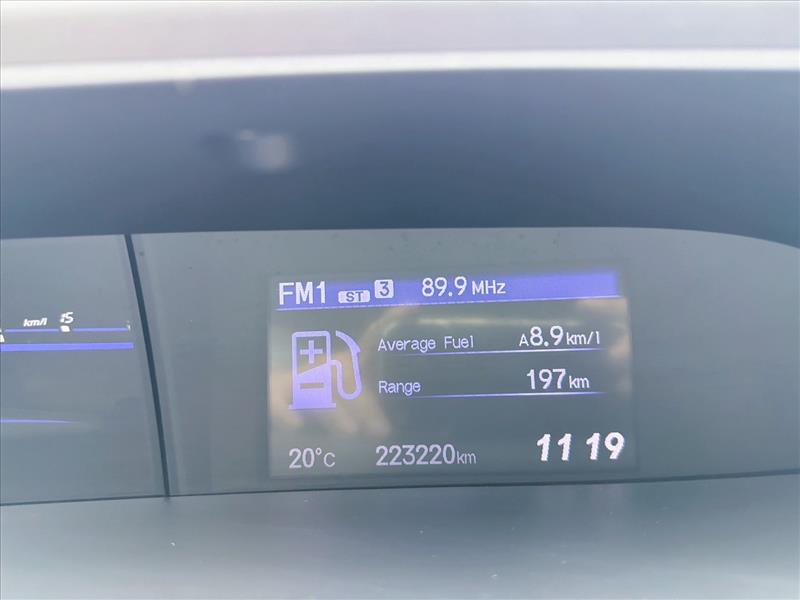 FM1 ST 3 89.9 MHz
km/l
Average Fuel A8.9 km/l
Range 197 km
20°C 223220 km 11 19